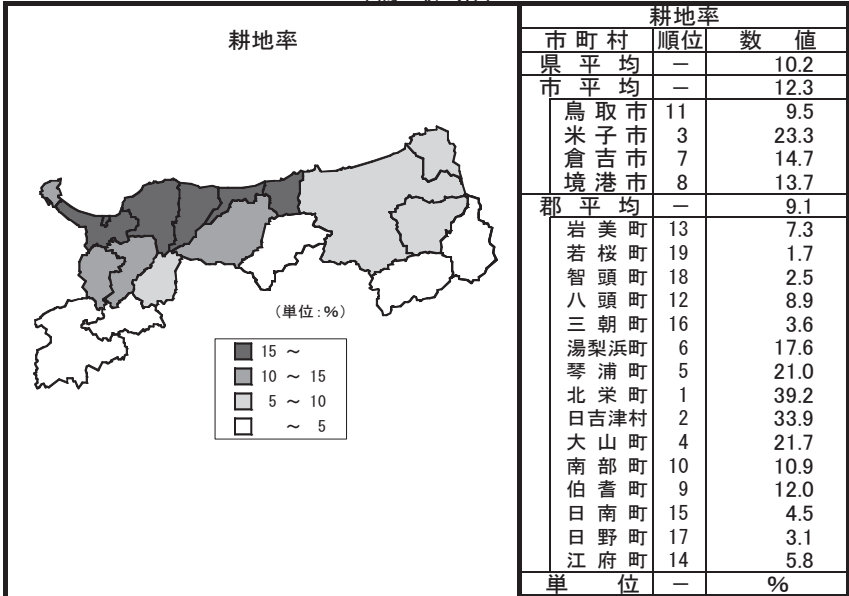 耕地率
(単位:%)
15 ～
10 ～ 15
5 ～ 10
～ 5
耕地率
市町村 順位 数 値
県平均 － 10.2
市平均 － 12.3
鳥取市 11 9.5
米子市 3 23.3
倉吉市 7 14.7
境港市 8 13.7
郡平均 － 9.1
岩美町 13 7.3
若桜町 19 1.7
智頭町 18 2.5
八頭町 12 8.9
三朝町 16 3.6
湯梨浜町 6 17.6
琴浦町 5 21.0
北栄町 1 39.2
日吉津村 2 33.9
大山町 4 21.7
南部町 10 10.9
伯耆町 9 12.0
日南町 15 4.5
日野町 17 3.1
江府町 14 5.8
単 位 － %